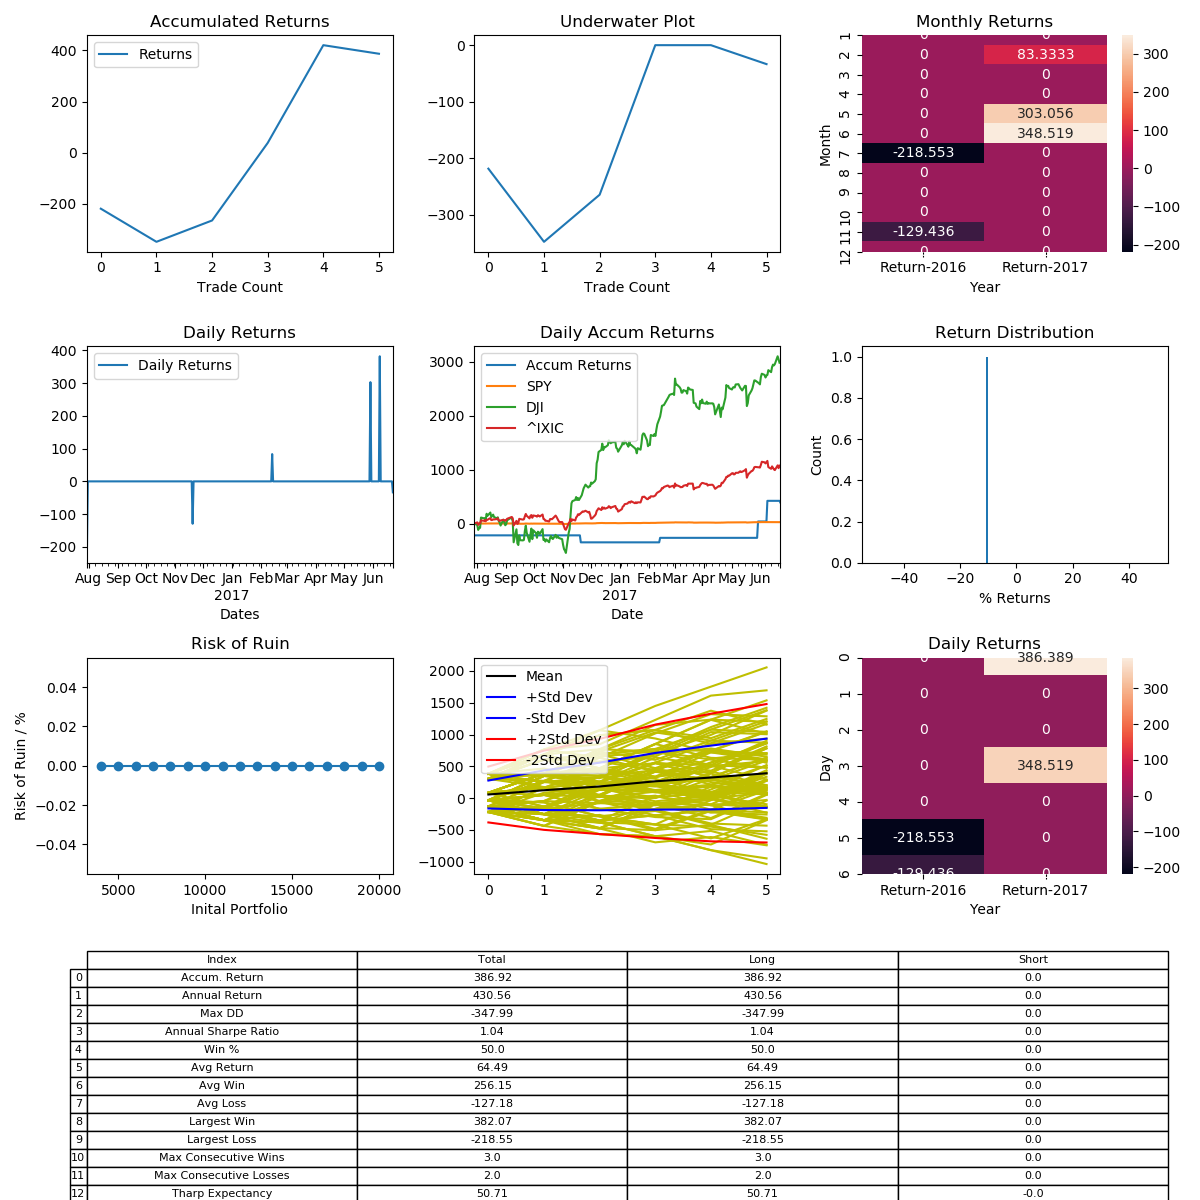 Accumulated Returns
400
200
0
−200
Returns
0 1 2 3 4 5
Trade Count
Underwater Plot
0
−100
−200
−300
0 1 2 3 4 5
Trade Count
Monthly Returns
Month
1 0 0
2 0 83.3333
3 0 0
4 0 0
5 0 303.056
6 0 348.519
7 -218.553 0
8 0 0
9 0 0
10 0 0
11 -129.436 0
12 0 0
Return-2016 Return-2017
Year
300
200
100
0
−100
−200
Daily Returns
400
300
200
100
0
−100
−200
Daily Returns
Aug Sep Oct Nov Dec Jan Feb Mar Apr May Jun
2017
Dates
Daily Accum Returns
3000
2000
1000
0
Accum Returns
SPY
DJI
^IXIC
Aug Sep Oct Nov Dec Jan Feb Mar Apr May Jun
2017
Date
Return Distribution
Count
1.0
0.8
0.6
0.4
0.2
0.0
−40 −20 0 20 40
% Returns
Risk of Ruin
Risk of Ruin / %
0.04
0.02
0.00
−0.02
−0.04
5000 10000 15000 20000
Inital Portfolio
2000
1500
1000
500
0
−500
−1000
Mean
+Std Dev
-Std Dev
+2Std Dev
-2Std Dev
0 1 2 3 4 5
Daily Returns
Day
0 0 386.389
1 0 0
2 0 0
3 0 348.519
4 0 0
5 -218.553 0
6 -129.436 0
Return-2016 Return-2017
Year
300
200
100
0
−100
−200
Index Total Long Short
0 Accum. Return 386.92 386.92 0.0
1 Annual Return 430.56 430.56 0.0
2 Max DD -347.99 -347.99 0.0
3 Annual Sharpe Ratio 1.04 1.04 0.0
4 Win % 50.0 50.0 0.0
5 Avg Return 64.49 64.49 0.0
6 Avg Win 256.15 256.15 0.0
7 Avg Loss -127.18 -127.18 0.0
8 Largest Win 382.07 382.07 0.0
9 Largest Loss -218.55 -218.55 0.0
10 Max Consecutive Wins 3.0 3.0 0.0
11 Max Consecutive Losses 2.0 2.0 0.0
12 Tharp Expectancy 50.71 50.71 -0.0